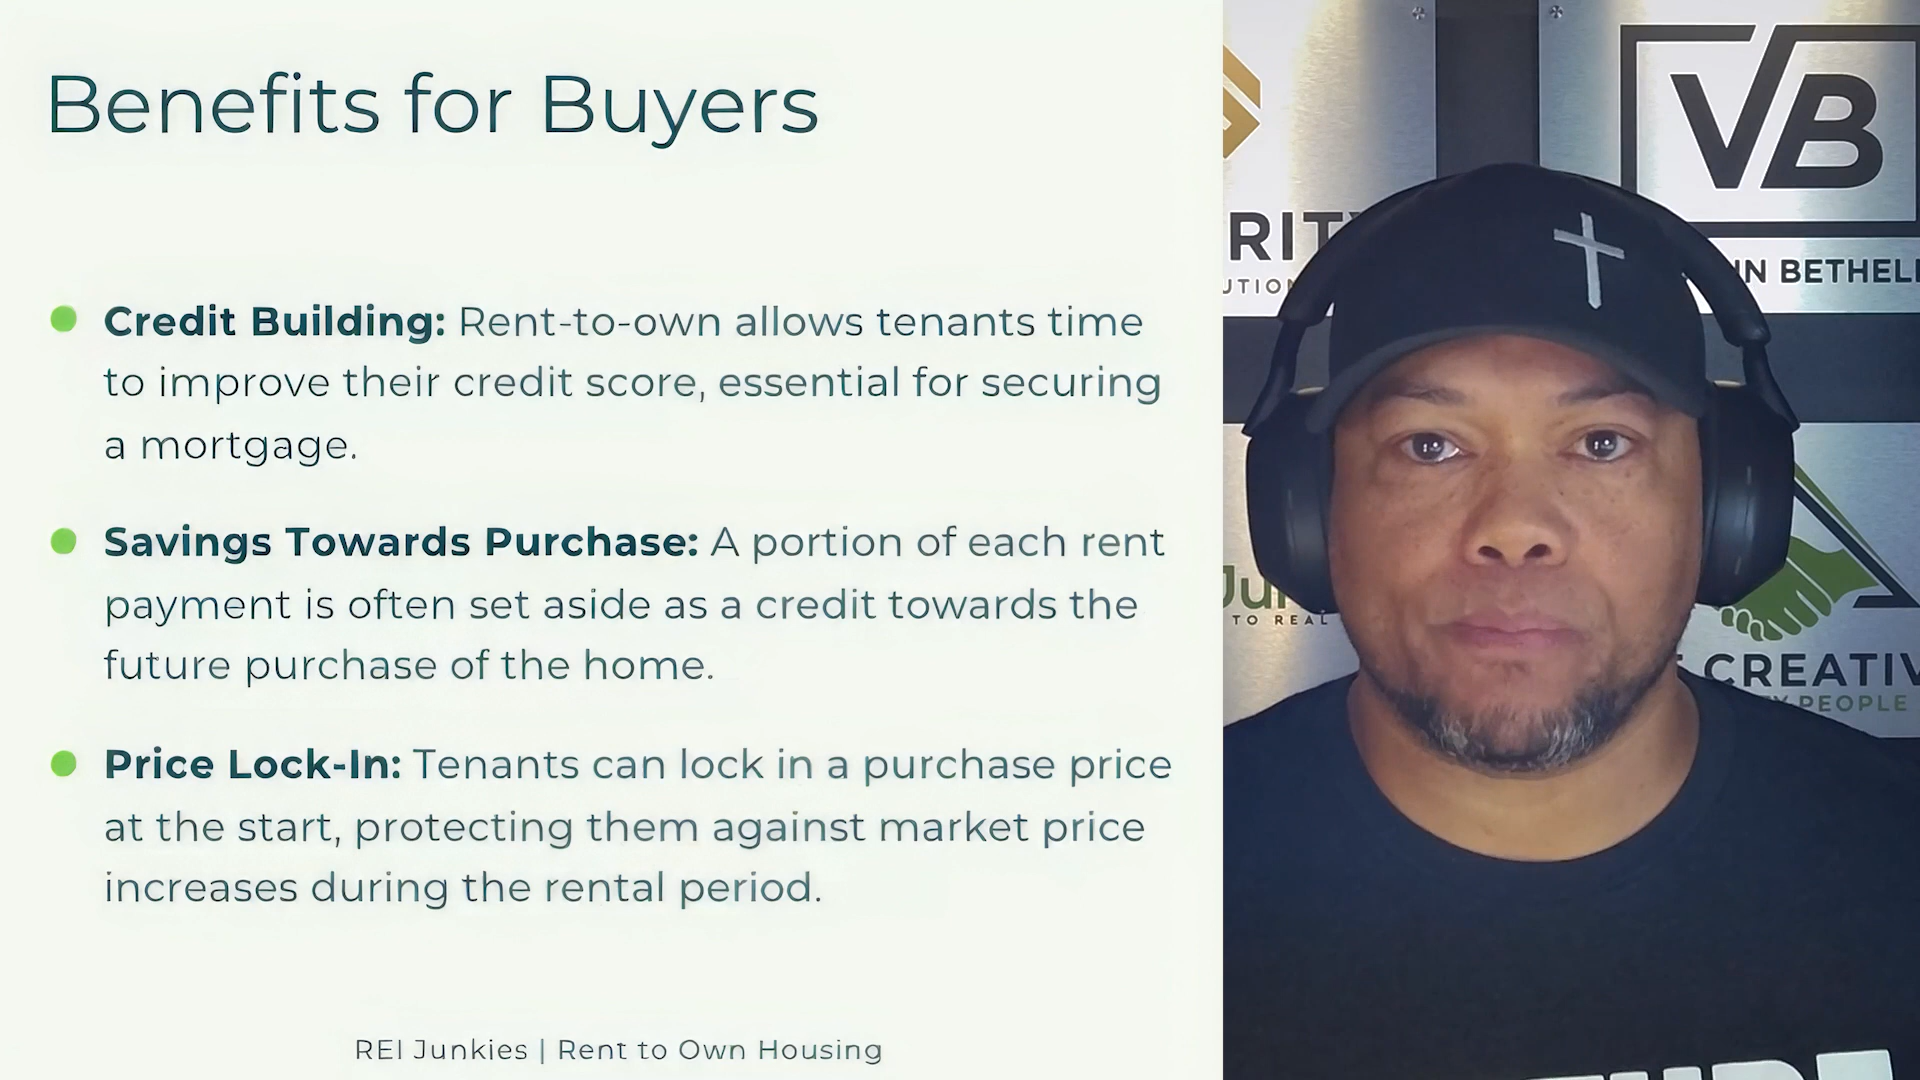 Benefits for Buyers
Credit Building: Rent-to-own allows tenants time
to improve their credit score, essential for securing
a mortgage.
Savings Towards Purchase: A portion of each rent
payment is often set aside as a credit towards the
future purchase of the home.
Price Lock-In: Tenants can lock in a purchase price
at the start, protecting them against market price
increases during the rental period.
REI Junkies | Rent to Own Housing
VB
BETHELL
TO REAL
CREATIV
PEOPLE